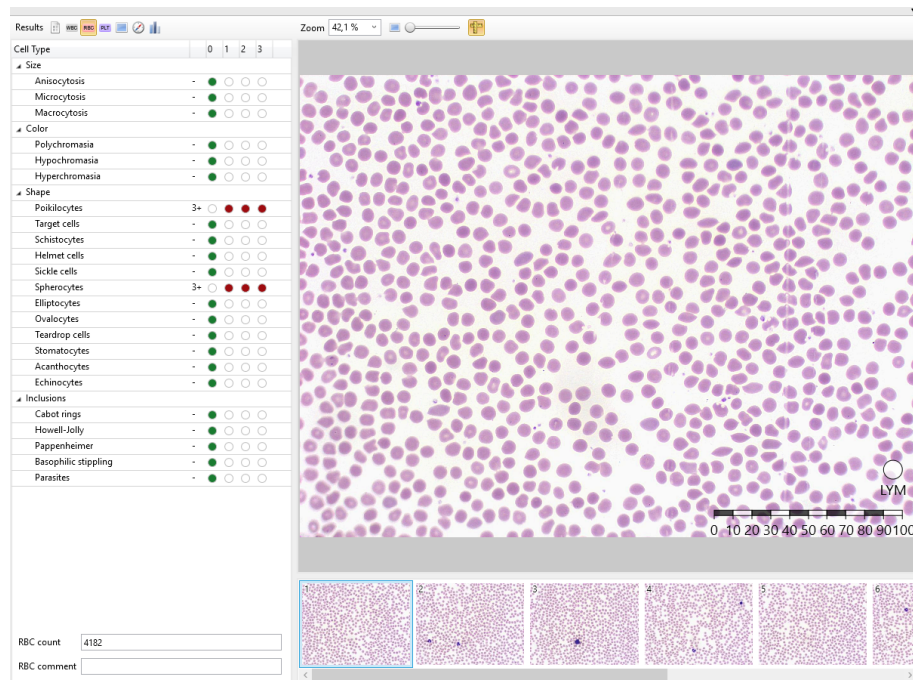 Results WBC RBC PLT Zoom 42,1 %
Cell Type 0 1 2 3
Size
Anisocytosis -
Microcytosis -
Macrocytosis -
Color
Polychromasia -
Hypochromasia -
Hyperchromasia -
Shape
Poikilocytes 3+
Target cells -
Schistocytes -
Helmet cells -
Sickle cells -
Spherocytes 3+
Elliptocytes -
Ovalocytes -
Teardrop cells -
Stomatocytes -
Acanthocytes -
Echinocytes -
Inclusions
Cabot rings -
Howell-Jolly -
Pappenheimer -
Basophilic stippling -
Parasites -
LYM
0 10 20 30 40 50 60 70 80 90 100
1 2 3 4 5 6
RBC count 4182
RBC comment